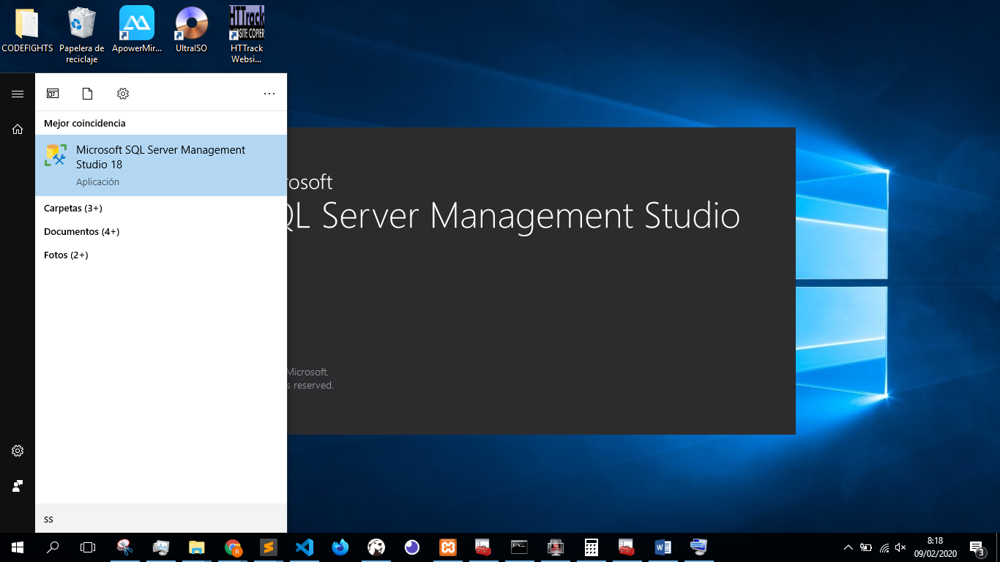 CODEFIGHTS
Papelera de
reciclaje
ApowerMir...
UltraISO
HTTrack
WEBSITE COPIER
HTTrack
Websi...
Mejor coincidencia
Microsoft SQL Server Management
Studio 18
Aplicación
Carpetas (3+)
Documentos (4+)
Fotos (2+)
ss
rosoft
QL Server Management Studio
Microsoft.
s reserved.
R
8:18
09/02/2020
3